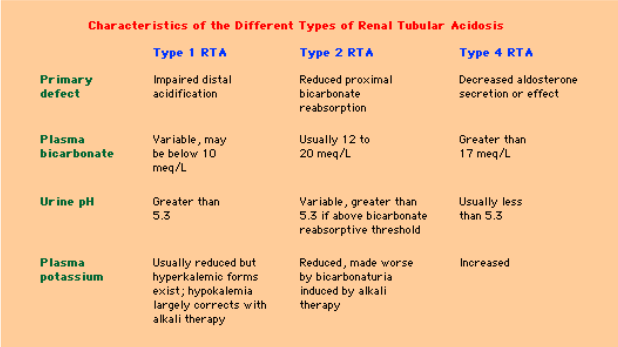 Characteristics of the Different Types of Renal Tubular Acidosis
Type 1 RTA Type 2 RTA Type 4 RTA
Primary defect
Impaired distal
acidification
Reduced proximal
bicarbonate
reabsorption
Decreased aldosterone
secretion or effect
Plasma
bicarbonate
Variable, may
be below 10
meq/L
Usually 12 to
20 meq/L
Greater than
17 meq/L
Urine pH
Greater than
5.3
Variable, greater than
5.3 if above bicarbonate
reabsorptive threshold
Usually less
than 5.3
Plasma
potassium
Usually reduced but
hyperkalemic forms
exist; hypokalemia
largely corrects with
alkali therapy
Reduced, made worse
by bicarbonaturia
induced by alkali
therapy
Increased